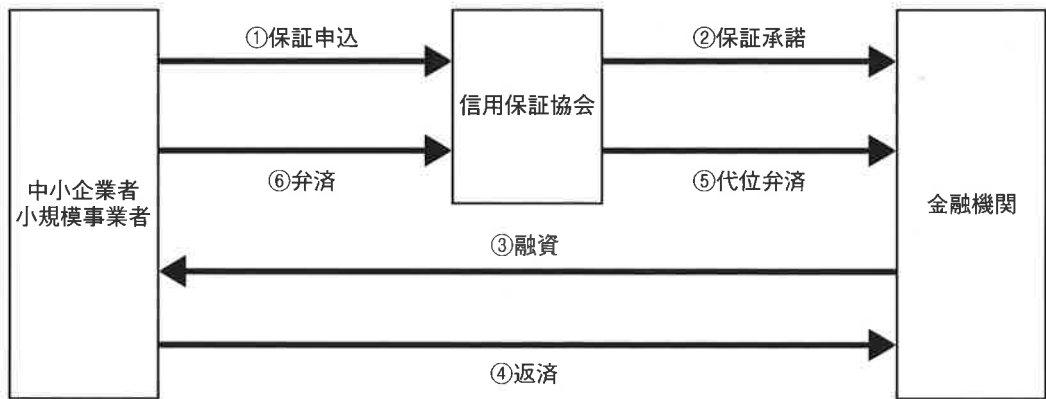 ①保証申込
②保証承諾
信用保証協会
⑥弁済
⑤代位弁済
中小企業者
小規模事業者
金融機関
③融資
④返済